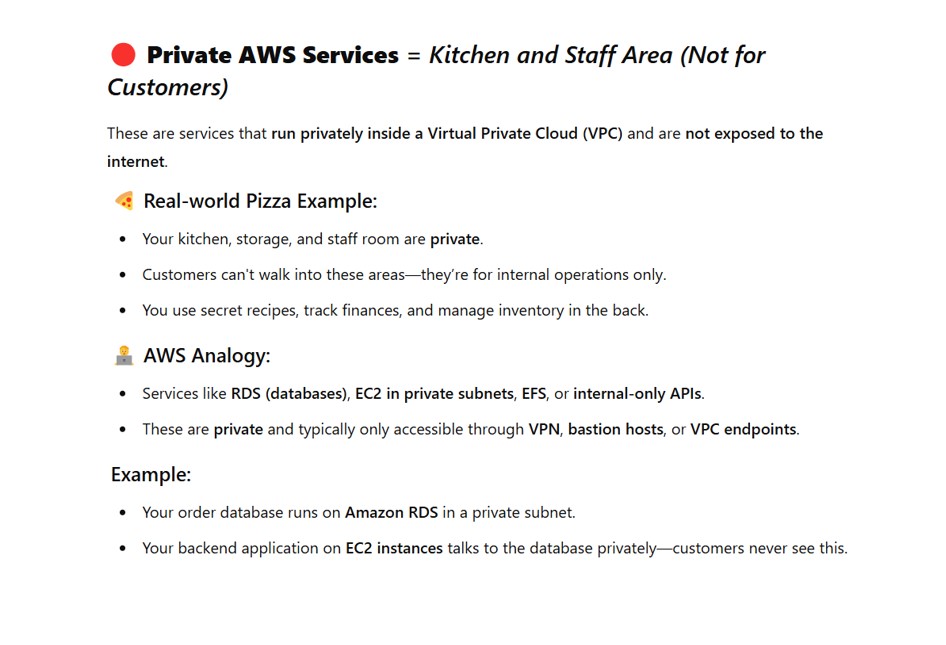 🔴 Private AWS Services = Kitchen and Staff Area (Not for
Customers)
These are services that run privately inside a Virtual Private Cloud (VPC) and are not exposed to the
internet.
🍕 Real-world Pizza Example:
• Your kitchen, storage, and staff room are private.
• Customers can't walk into these areas—they're for internal operations only.
• You use secret recipes, track finances, and manage inventory in the back.
🧑‍💻 AWS Analogy:
• Services like RDS (databases), EC2 in private subnets, EFS, or internal-only APIs.
• These are private and typically only accessible through VPN, bastion hosts, or VPC endpoints.
Example:
• Your order database runs on Amazon RDS in a private subnet.
• Your backend application on EC2 instances talks to the database privately—customers never see this.